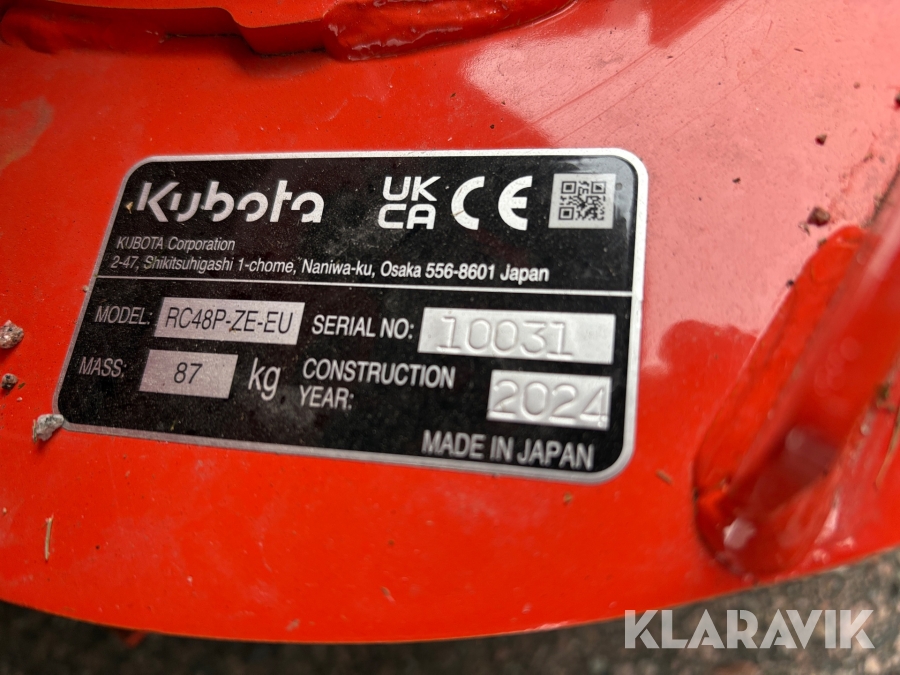 Kubota
UK
CA
CE
KUBOTA Corporation
2-47, Shikitsuhigashi 1-chome, Naniwa-ku, Osaka 556-8601 Japan
MODEL: RC48P-ZE-EU SERIAL NO: 10031
MASS: 87 kg CONSTRUCTION YEAR: 2024
MADE IN JAPAN
KLARAVIK